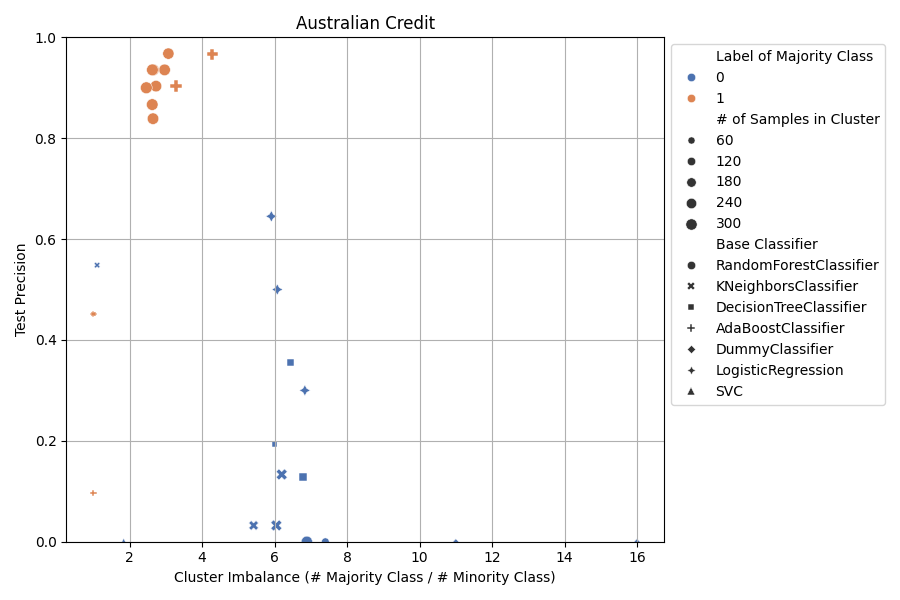 Australian Credit
1.0
0.8
0.6
0.4
0.2
0.0
Test Precision
2
4
6
8
10
12
14
16
Cluster Imbalance (# Majority Class / # Minority Class)
Label of Majority Class
0
1
# of Samples in Cluster
60
120
180
240
300
Base Classifier
RandomForestClassifier
KNeighborsClassifier
DecisionTreeClassifier
AdaBoostClassifier
DummyClassifier
LogisticRegression
SVC